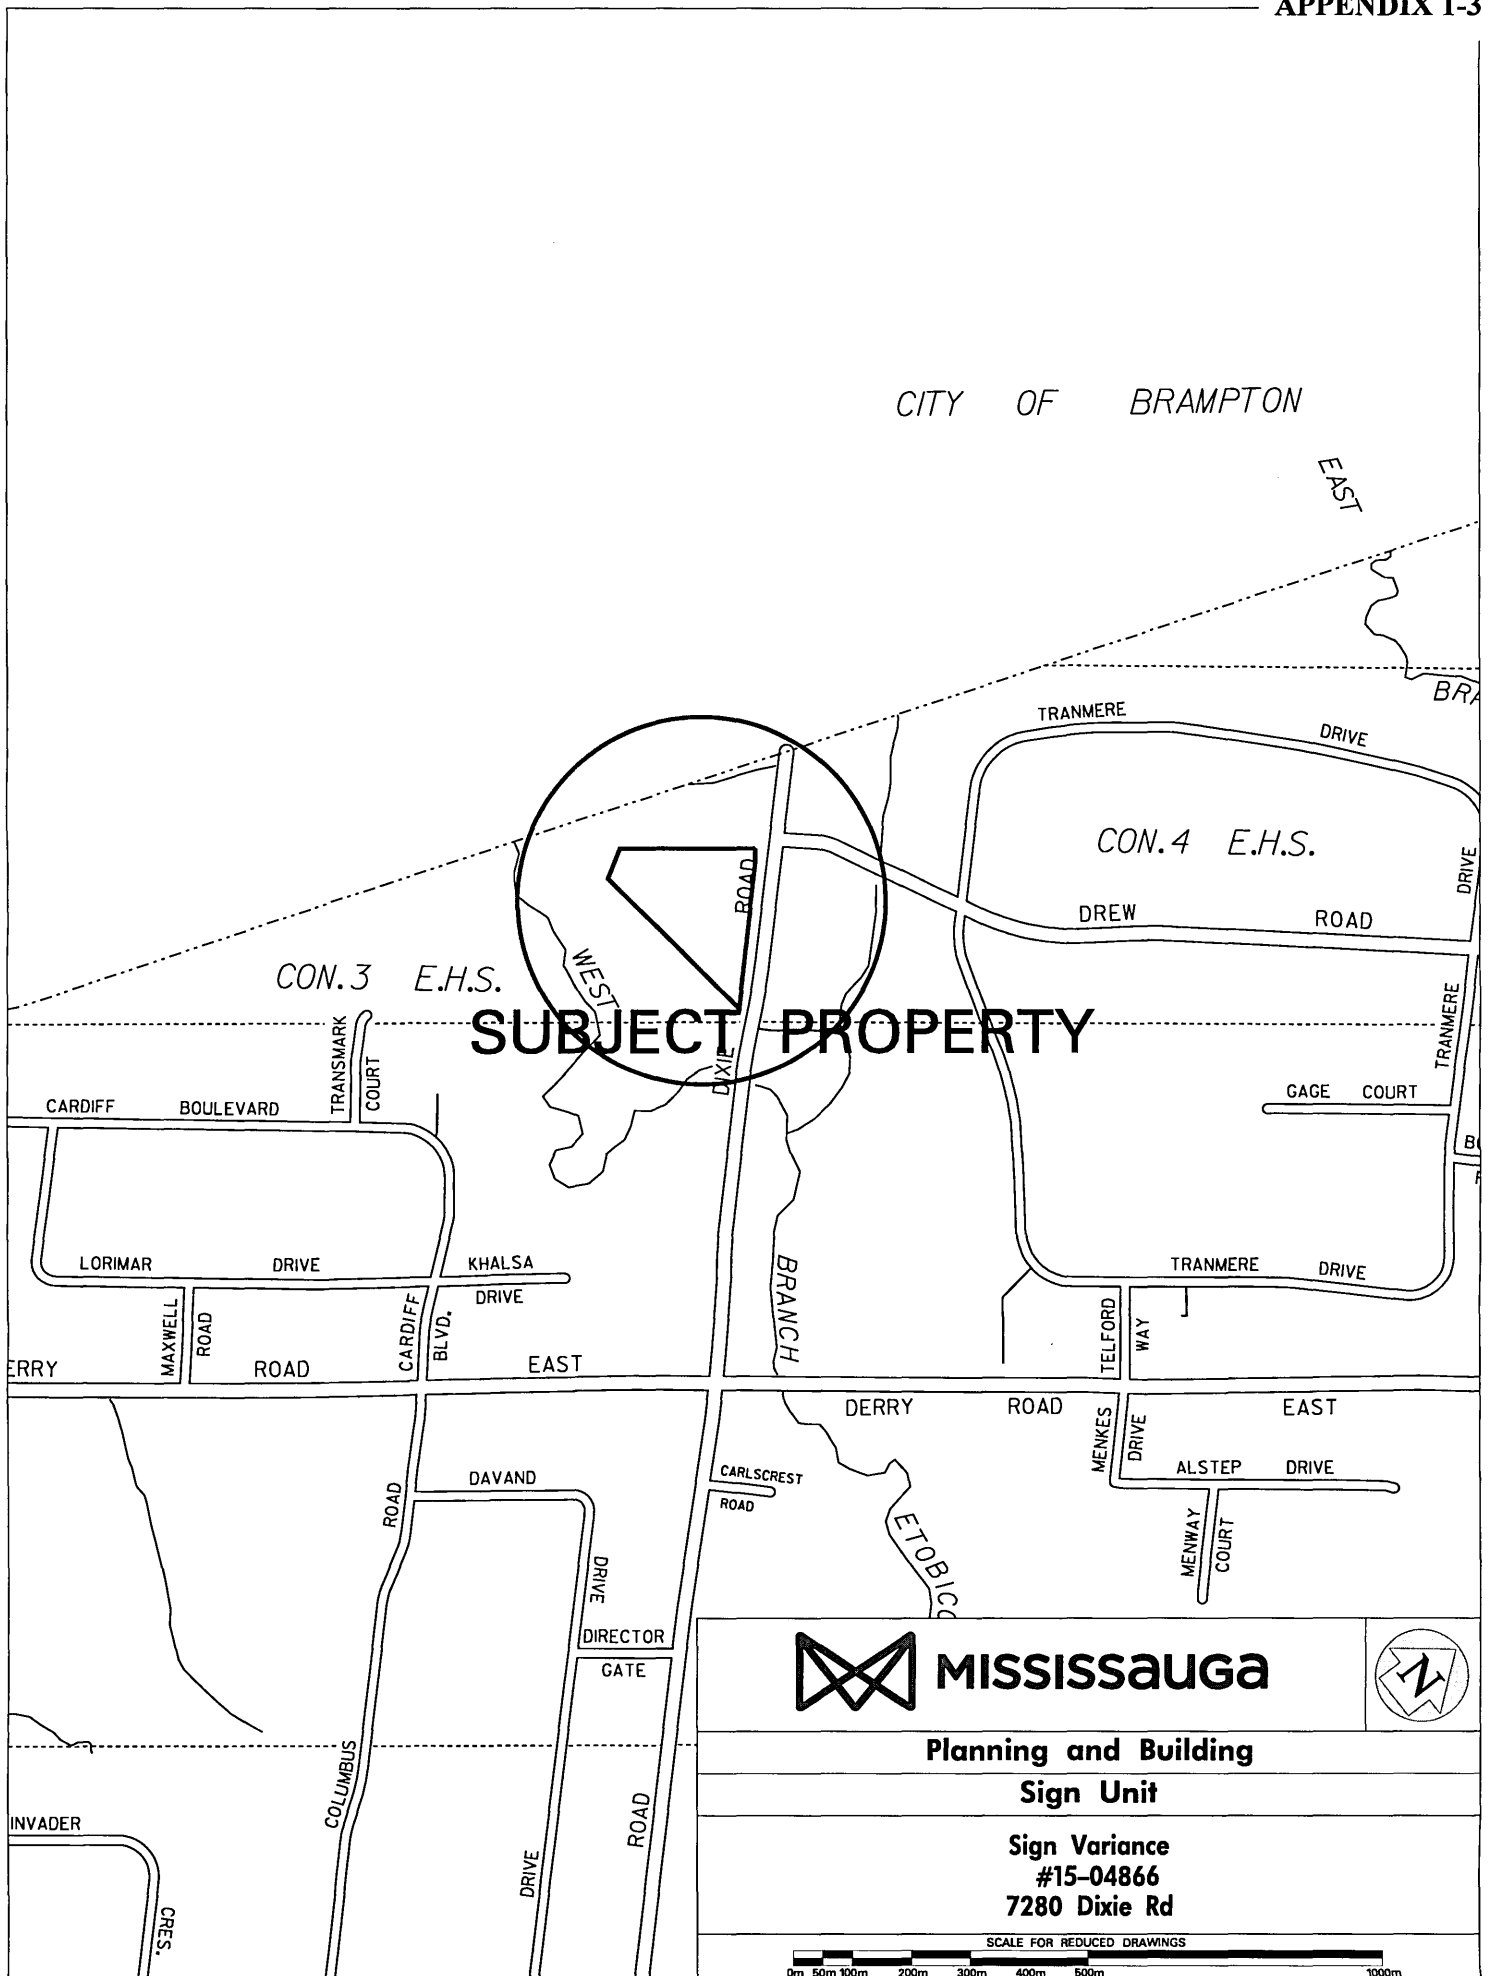 APPENDIX 1-3
CITY OF BRAMPTON
EAST
TRANMERE
DRIVE
CON.4 E.H.S.
DRIVE
ROAD
DREW ROAD
WEST
CON.3 E.H.S.
SUBJECT PROPERTY
TRANMERE
TRANSMARK
COURT
DIXIE
GAGE COURT
CARDIFF BOULEVARD
LORIMAR DRIVE
KHALSA
DRIVE
BRANCH
TRANMERE DRIVE
MAXWELL
ROAD
CARDIFF
BLVD.
TELFORD
WAY
ERRY ROAD EAST
DERRY ROAD EAST
MENKES
DRIVE
DAVAND
DRIVE
CARLSCREST
ROAD
ALSTEP DRIVE
MENWAY
COURT
ROAD
ETOBICO
DIRECTOR
GATE
COLUMBUS
INVADER
CRES.
DRIVE
ROAD
MISSISSAUGA
N
Planning and Building
Sign Unit
Sign Variance
#15-04866
7280 Dixie Rd
SCALE FOR REDUCED DRAWINGS
0m 50m 100m 200m 300m 400m 500m 1000m